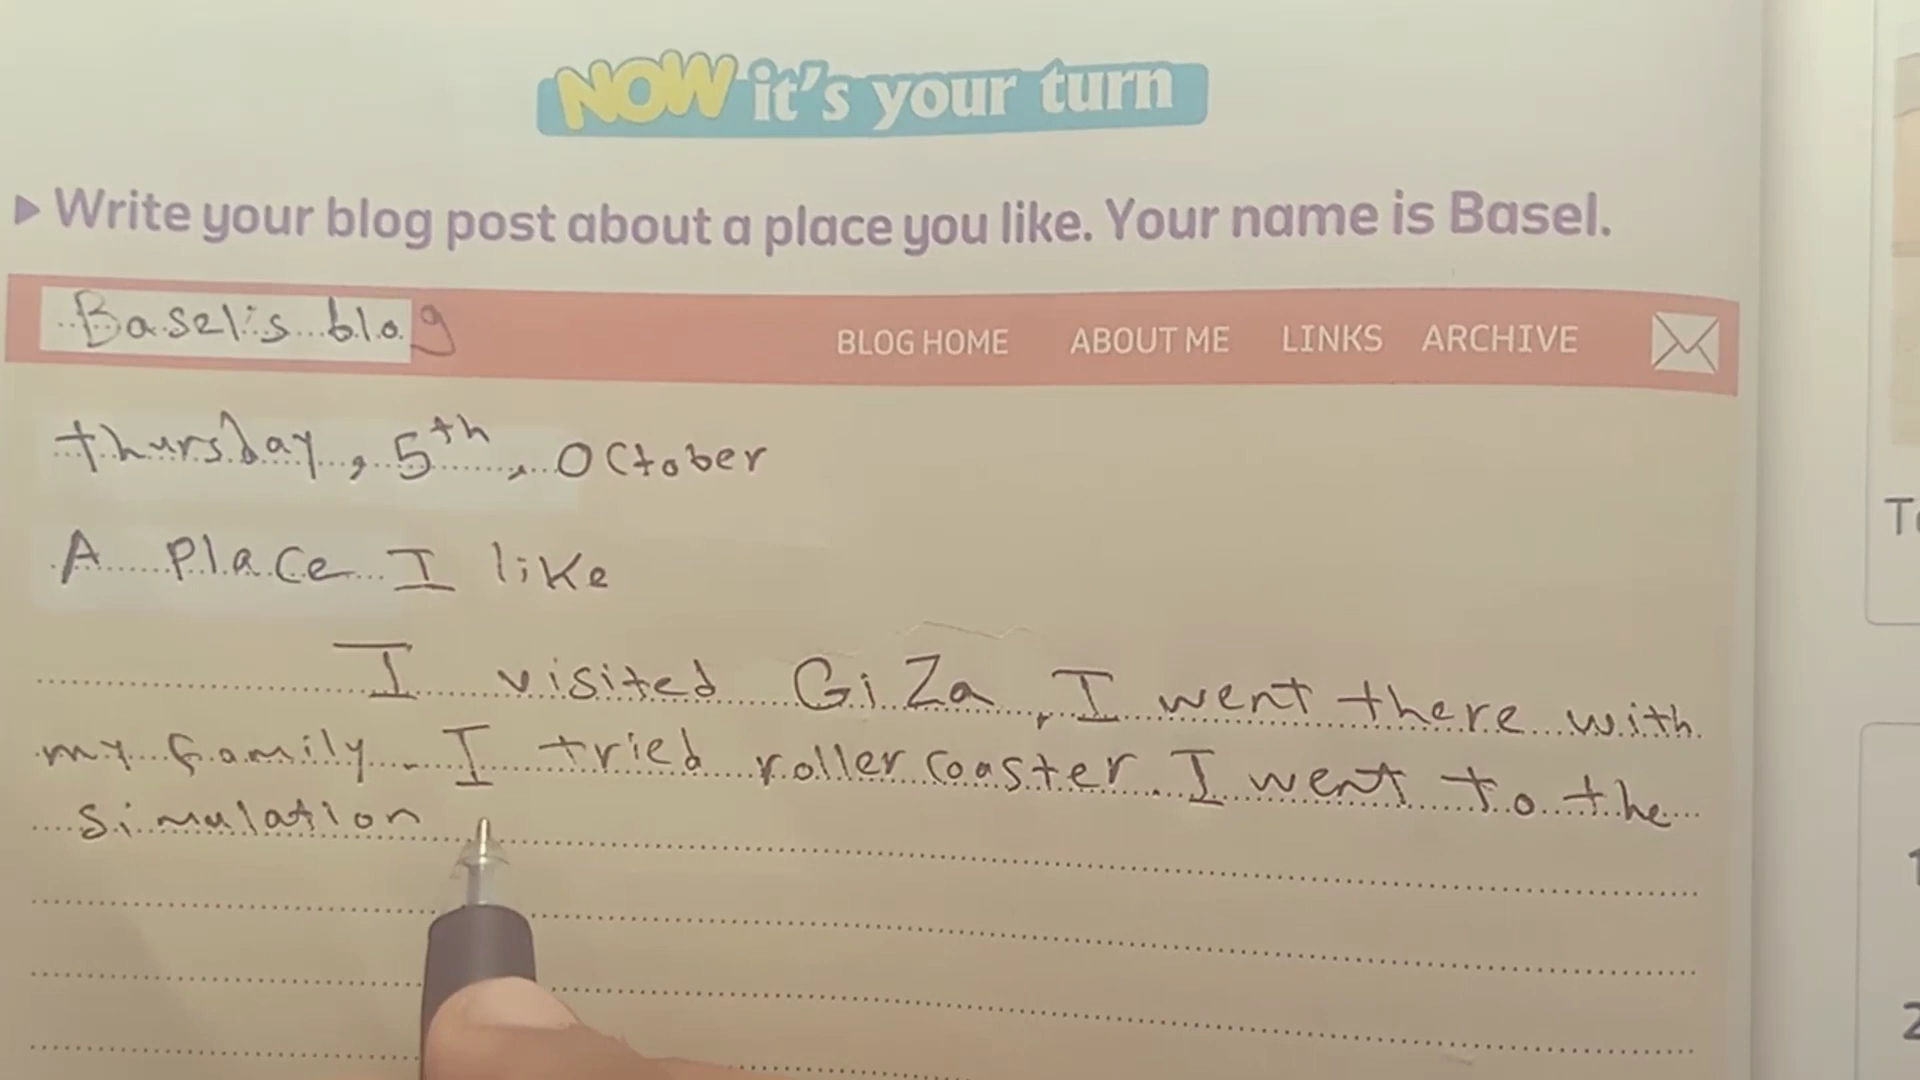 NOW it's your turn
Write your blog post about a place you like. Your name is Basel.
Basel's blog
BLOG HOME ABOUT ME LINKS ARCHIVE
thursday, 5th, October
A place I like
I visited GiZa, I went there with
my family. I tried roller coaster. I went to the
simulation